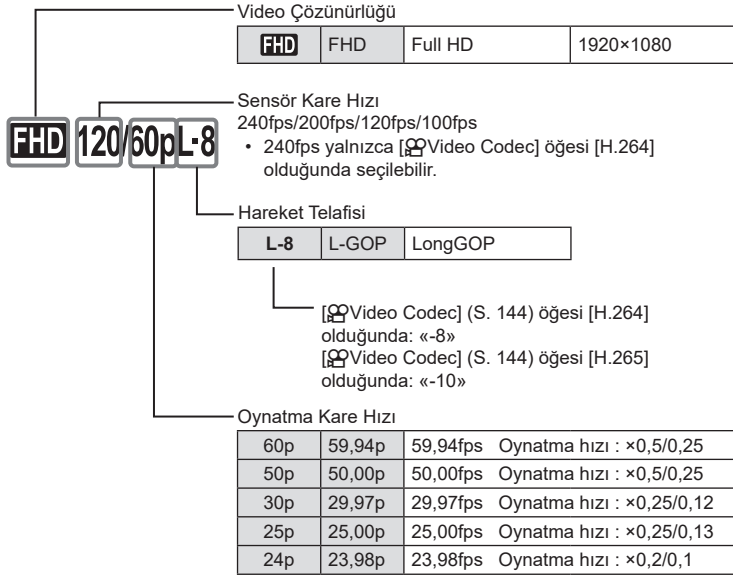 Video Çözünürlüğü
FHD FHD Full HD 1920×1080
Sensör Kare Hızı
240fps/200fps/120fps/100fps
• 240fps yalnızca [Video Codec] öğesi [H.264]
olduğunda seçilebilir.
FHD 120/60pL-8
Hareket Telafisi
L-8 L-GOP LongGOP
[Video Codec] (S. 144) öğesi [H.264]
olduğunda: «-8»
[Video Codec] (S. 144) öğesi [H.265]
olduğunda: «-10»
Oynatma Kare Hızı
60p 59,94p 59,94fps Oynatma hızı : ×0,5/0,25
50p 50,00p 50,00fps Oynatma hızı : ×0,5/0,25
30p 29,97p 29,97fps Oynatma hızı : ×0,25/0,12
25p 25,00p 25,00fps Oynatma hızı : ×0,25/0,13
24p 23,98p 23,98fps Oynatma hızı : ×0,2/0,1